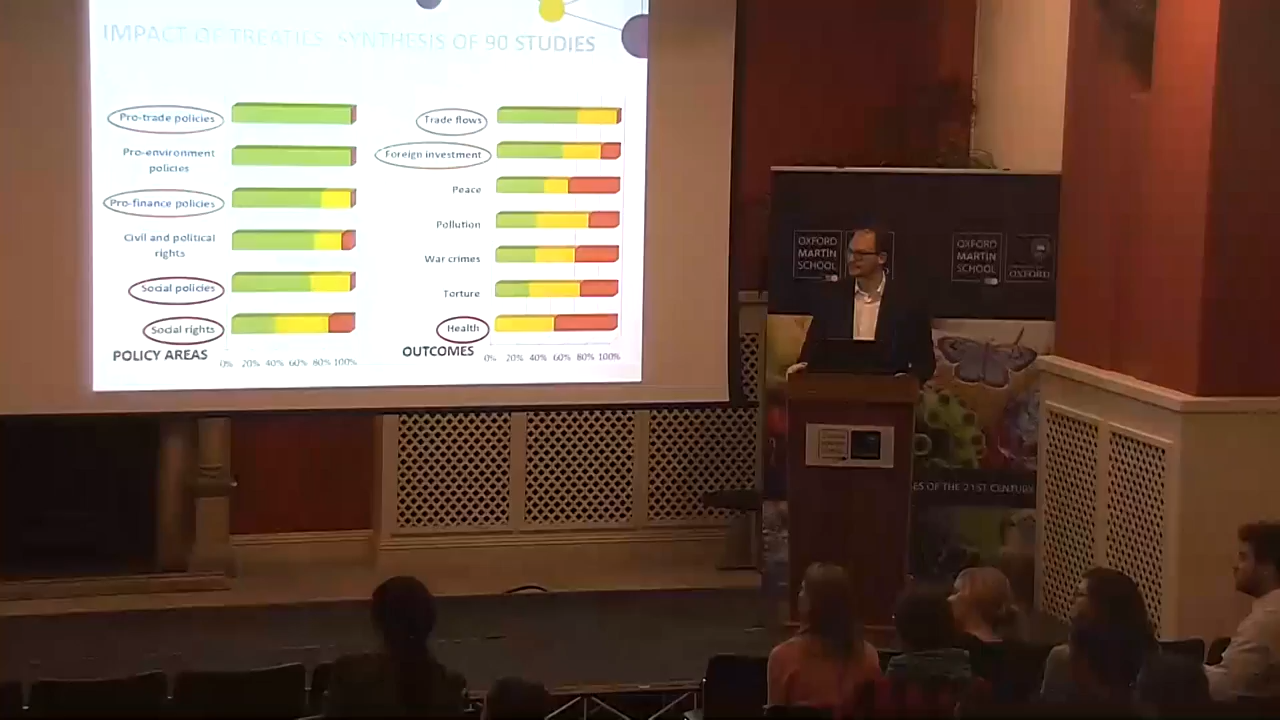 IMPACT OF TREATIES: SYNTHESIS OF 90 STUDIES
Pro-trade policies
Pro-environment
policies
Pro-finance policies
Civil and political
rights
Social policies
Social rights
POLICY AREAS
0% 20% 40% 60% 80% 100%
Trade flows
Foreign investment
Peace
Pollution
War crimes
Torture
Health
OUTCOMES
0% 20% 40% 60% 80% 100%
OXFORD
MARTIN
SCHOOL
OXFORD
MARTIN
SCHOOL
OXFORD
ES OF THE 21ST CENTURY